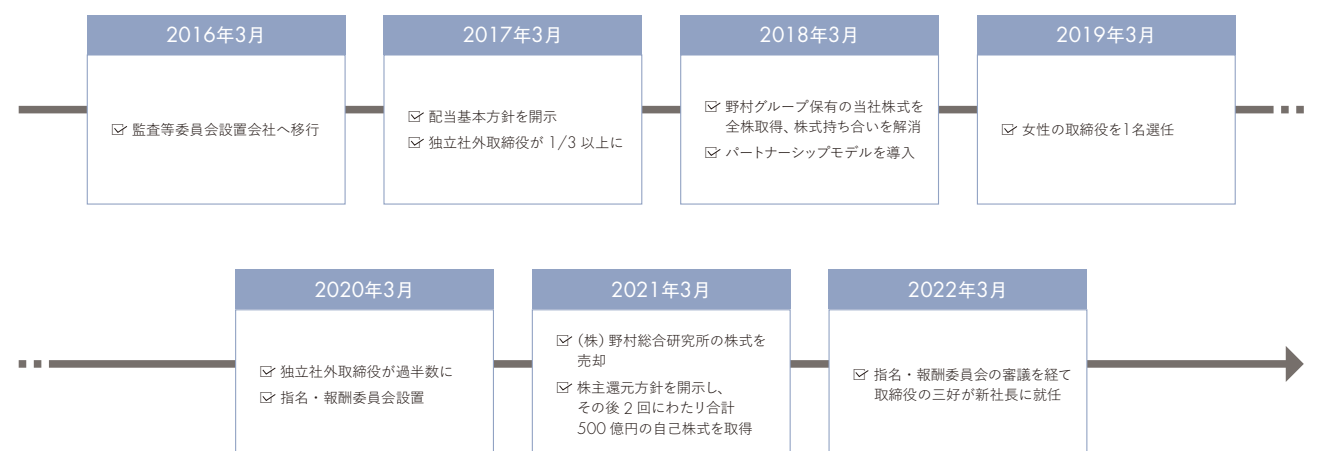 2016年3月
☑ 監査等委員会設置会社へ移行
2017年3月
☑ 配当基本方針を開示
☑ 独立社外取締役が 1/3 以上に
2018年3月
☑ 野村グループ保有の当社株式を
全株取得、株式持ち合いを解消
☑ パートナーシップモデルを導入
2019年3月
☑ 女性の取締役を1名選任
2020年3月
☑ 独立社外取締役が過半数に
☑ 指名・報酬委員会設置
2021年3月
☑ (株)野村総合研究所の株式を
売却
☑ 株主還元方針を開示し、
その後 2 回にわたり合計
500 億円の自己株式を取得
2022年3月
☑ 指名・報酬委員会の審議を経て
取締役の三好が新社長に就任